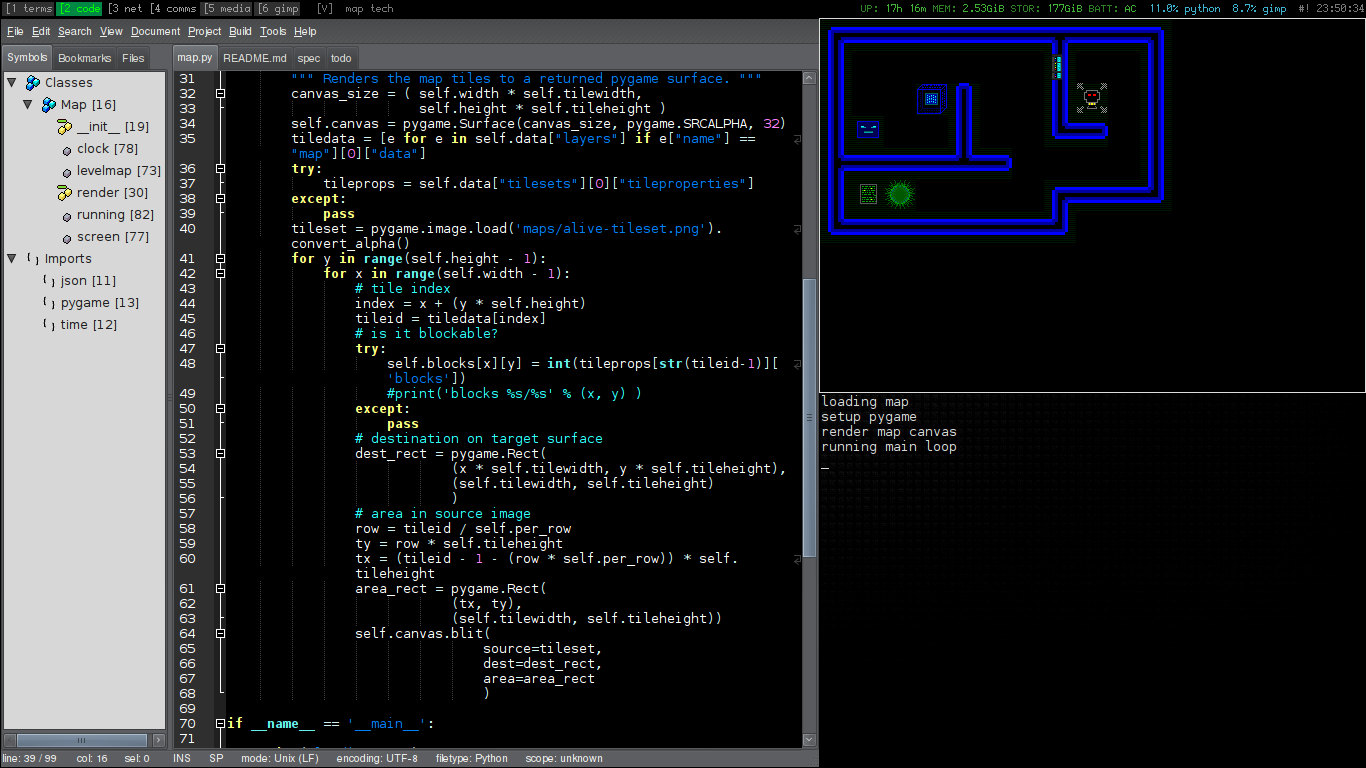 [1 terms [2 code [3 net [4 comms [5 media [6 gimp [V] map tech UP: 17h 16m MEM: 2.53GiB STOR: 177GiB BATT: AC 11.0% python 8.7% gimp #! 23:50:34
File Edit Search View Document Project Build Tools Help
Symbols Bookmarks Files
map.py README.md spec todo
Classes
Map [16]
__init__ [19]
clock [78]
levelmap [73]
render [30]
running [82]
screen [77]
Imports
json [11]
pygame [13]
time [12]
31 """ Renders the map tiles to a returned pygame surface. """
32 canvas_size = ( self.width * self.tilewidth,
33 self.height * self.tileheight )
34 self.canvas = pygame.Surface(canvas_size, pygame.SRCALPHA, 32)
35 tiledata = [e for e in self.data["layers"] if e["name"] ==
"map"][0]["data"]
36 try:
37 tileprops = self.data["tilesets"][0]["tileproperties"]
38 except:
39 pass
40 tileset = pygame.image.load('maps/alive-tileset.png').
convert_alpha()
41 for y in range(self.height - 1):
42 for x in range(self.width - 1):
43 # tile index
44 index = x + (y * self.height)
45 tileid = tiledata[index]
46 # is it blockable?
47 try:
48 self.blocks[x][y] = int(tileprops[str(tileid-1)][
'blocks'])
49 #print('blocks %s/%s' % (x, y) )
50 except:
51 pass
52 # destination on target surface
53 dest_rect = pygame.Rect(
54 (x * self.tilewidth, y * self.tileheight),
55 (self.tilewidth, self.tileheight)
56 )
57 # area in source image
58 row = tileid / self.per_row
59 ty = row * self.tileheight
60 tx = (tileid - 1 - (row * self.per_row)) * self.
tileheight
61 area_rect = pygame.Rect(
62 (tx, ty),
63 (self.tilewidth, self.tileheight))
64 self.canvas.blit(
65 source=tileset,
66 dest=dest_rect,
67 area=area_rect
68 )
69
70 if __name__ == '__main__':
71
line: 39 / 99 col: 16 sel: 0 INS SP mode: Unix (LF) encoding: UTF-8 filetype: Python scope: unknown
loading map
setup pygame
render map canvas
running main loop
_